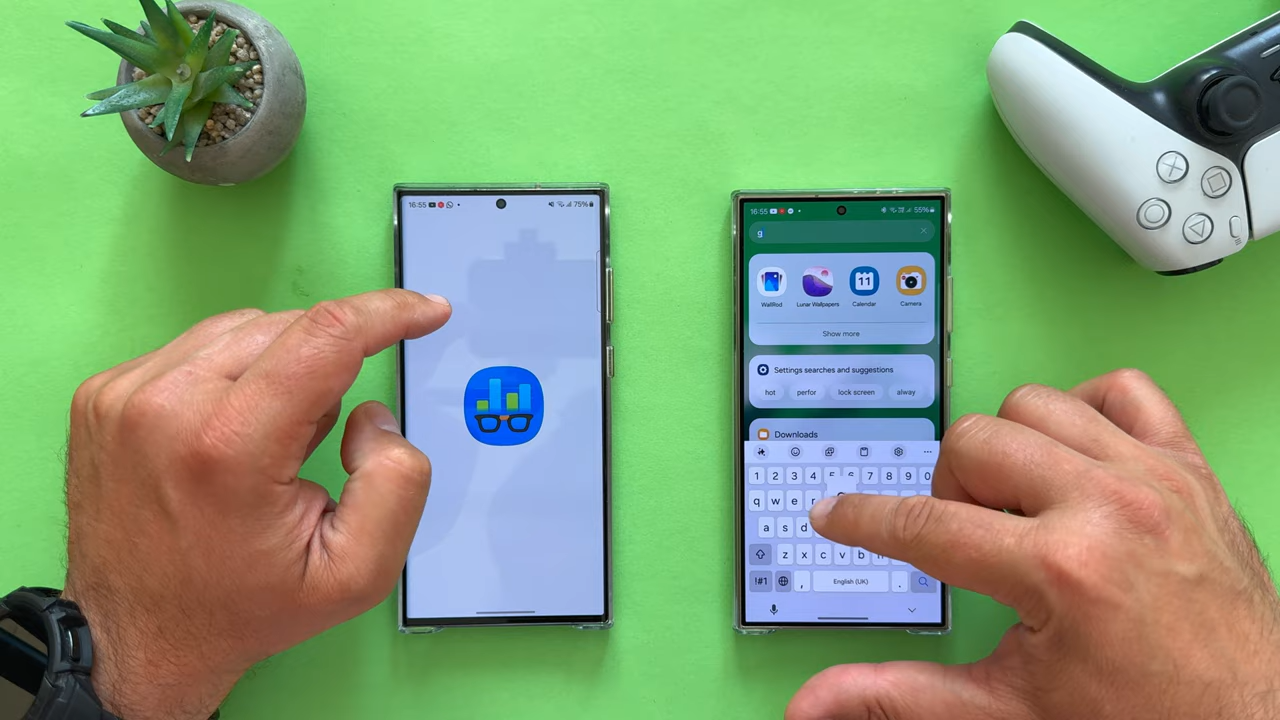 16:55
75%
16:55
55%
g
11
WallRod
Lunar Wallpapers
Calendar
Camera
Show more
Settings searches and suggestions
hot
perfor
lock screen
alway
Downloads
1 2 3 4 7 8 9 0
q w e r
a s d
z x c v b
!#1
,
English (UK)
.